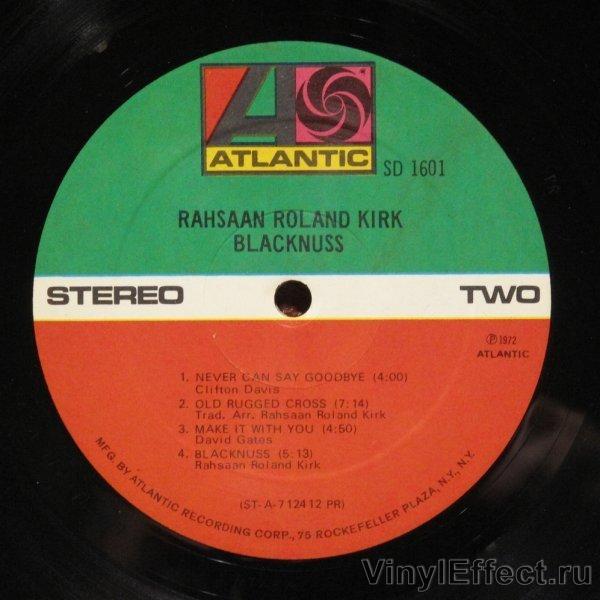 ATLANTIC
SD 1601
RAHSAAN ROLAND KIRK
BLACKNUSS
STEREO
TWO
Ⓟ1972
ATLANTIC
1. NEVER CAN SAY GOODBYE (4:00)
Clifton Davis
2. OLD RUGGED CROSS (7:14)
Trad. Arr. Rahsaan Roland Kirk
3. MAKE IT WITH YOU (4:50)
David Gates
4. BLACKNUSS (5:13)
Rahsaan Roland Kirk
(ST-A-712412 PR)
MFG. BY ATLANTIC RECORDING CORP., 75 ROCKEFELLER PLAZA, N.Y., N.Y.
VinylEffect.ru